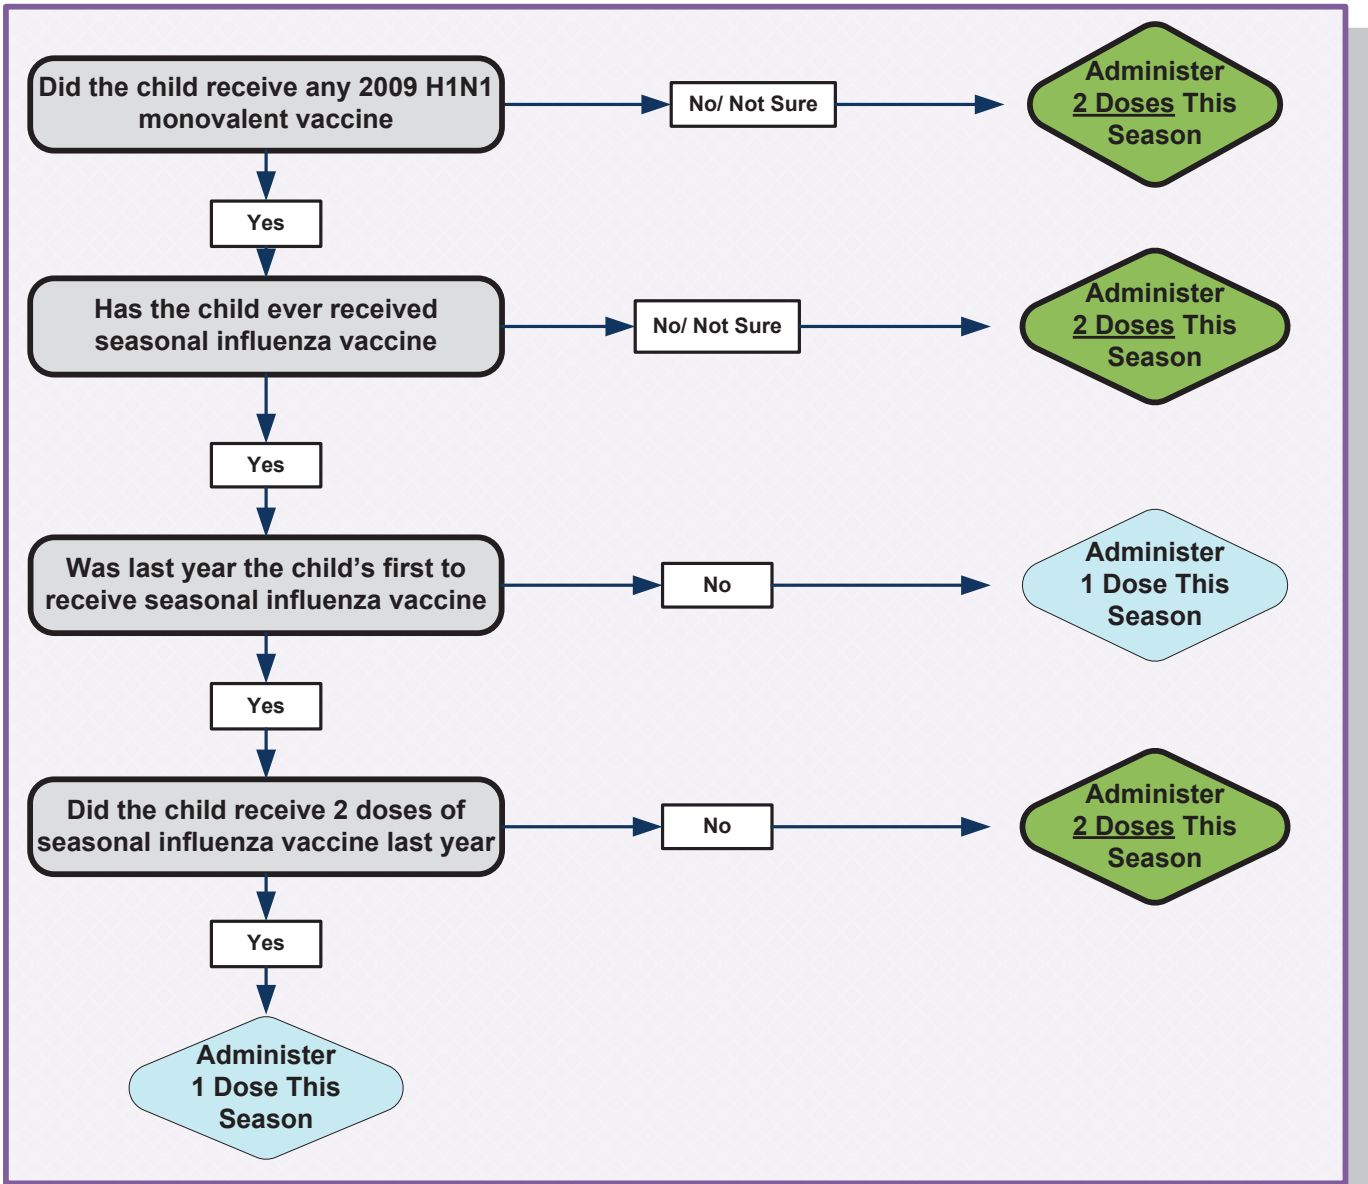 Did the child receive any 2009 H1N1
monovalent vaccine
No/ Not Sure
Administer
2 Doses This
Season
Yes
Has the child ever received
seasonal influenza vaccine
No/ Not Sure
Administer
2 Doses This
Season
Yes
Was last year the child’s first to
receive seasonal influenza vaccine
No
Administer
1 Dose This
Season
Yes
Did the child receive 2 doses of
seasonal influenza vaccine last year
No
Administer
2 Doses This
Season
Yes
Administer
1 Dose This
Season